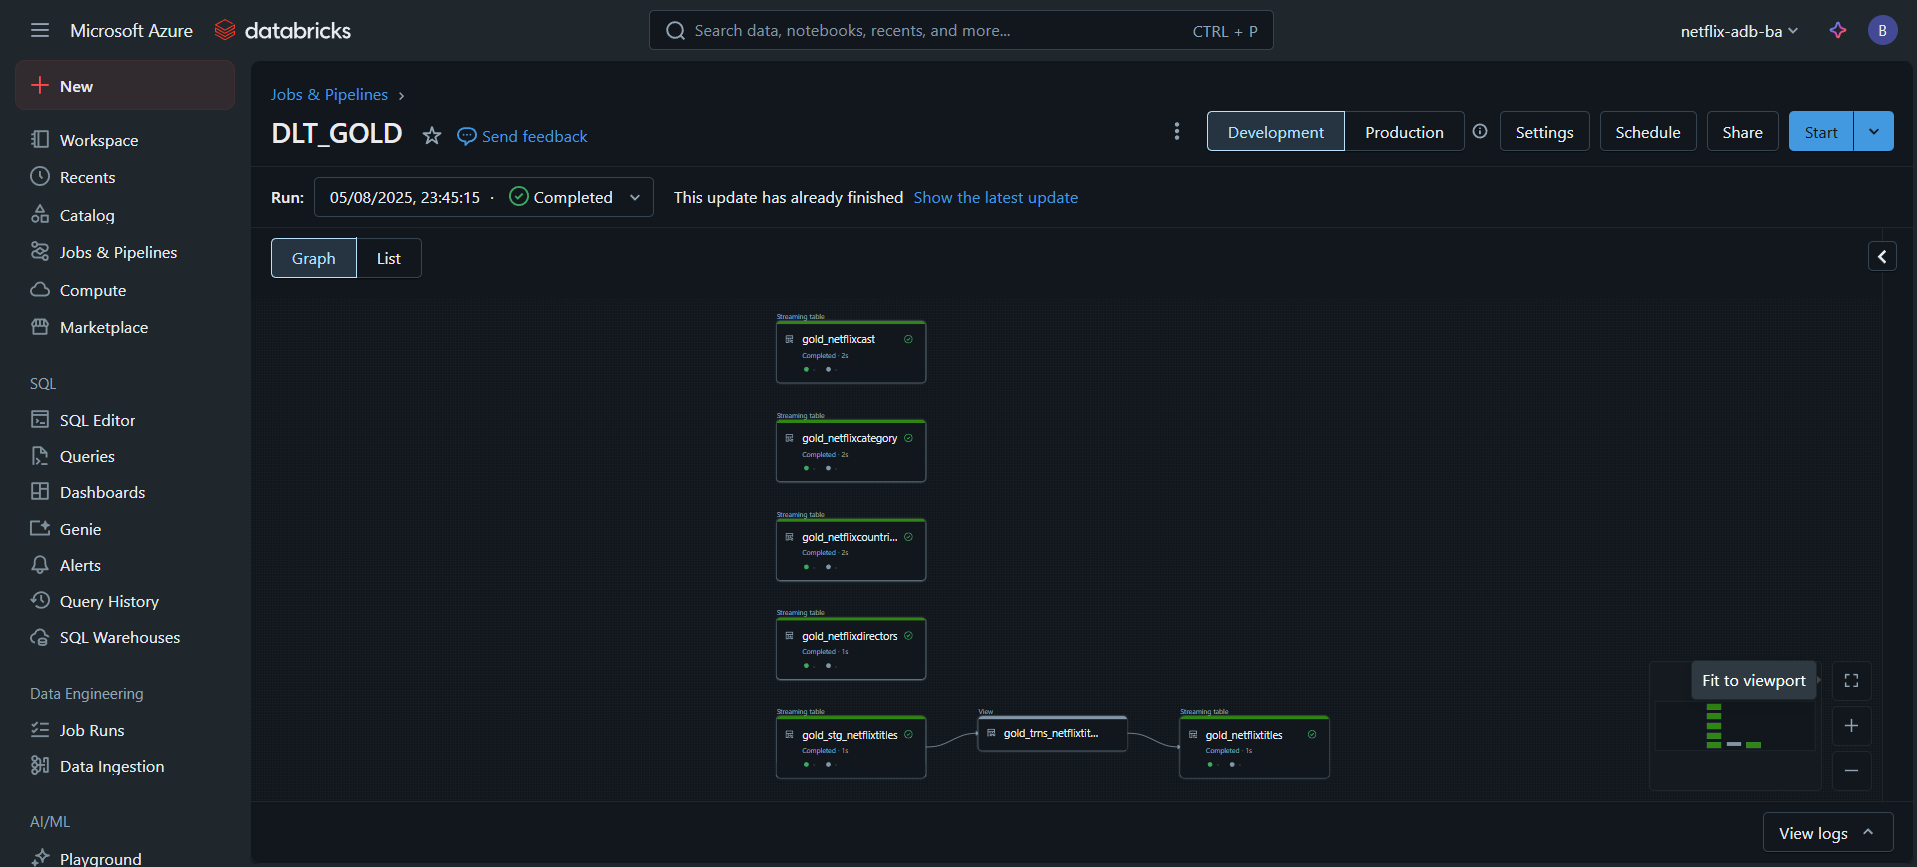 Microsoft Azure databricks
Search data, notebooks, recents, and more... CTRL + P
netflix-adb-ba
B
New
Workspace
Recents
Catalog
Jobs & Pipelines
Compute
Marketplace
SQL
SQL Editor
Queries
Dashboards
Genie
Alerts
Query History
SQL Warehouses
Data Engineering
Job Runs
Data Ingestion
AI/ML
Playground
Jobs & Pipelines >
DLT_GOLD Send feedback
Development Production Settings Schedule Share Start
Run: 05/08/2025, 23:45:15 · Completed This update has already finished Show the latest update
Graph List
Streaming table
gold_netflixcast
Completed · 2s
Streaming table
gold_netflixcategory
Completed · 2s
Streaming table
gold_netflixcountri...
Completed · 2s
Streaming table
gold_netflixdirectors
Completed · 1s
Streaming table
gold_stg_netflixtitles
Completed · 1s
View
gold_trns_netflixtit...
Streaming table
gold_netflixtitles
Completed · 1s
Fit to viewport
View logs